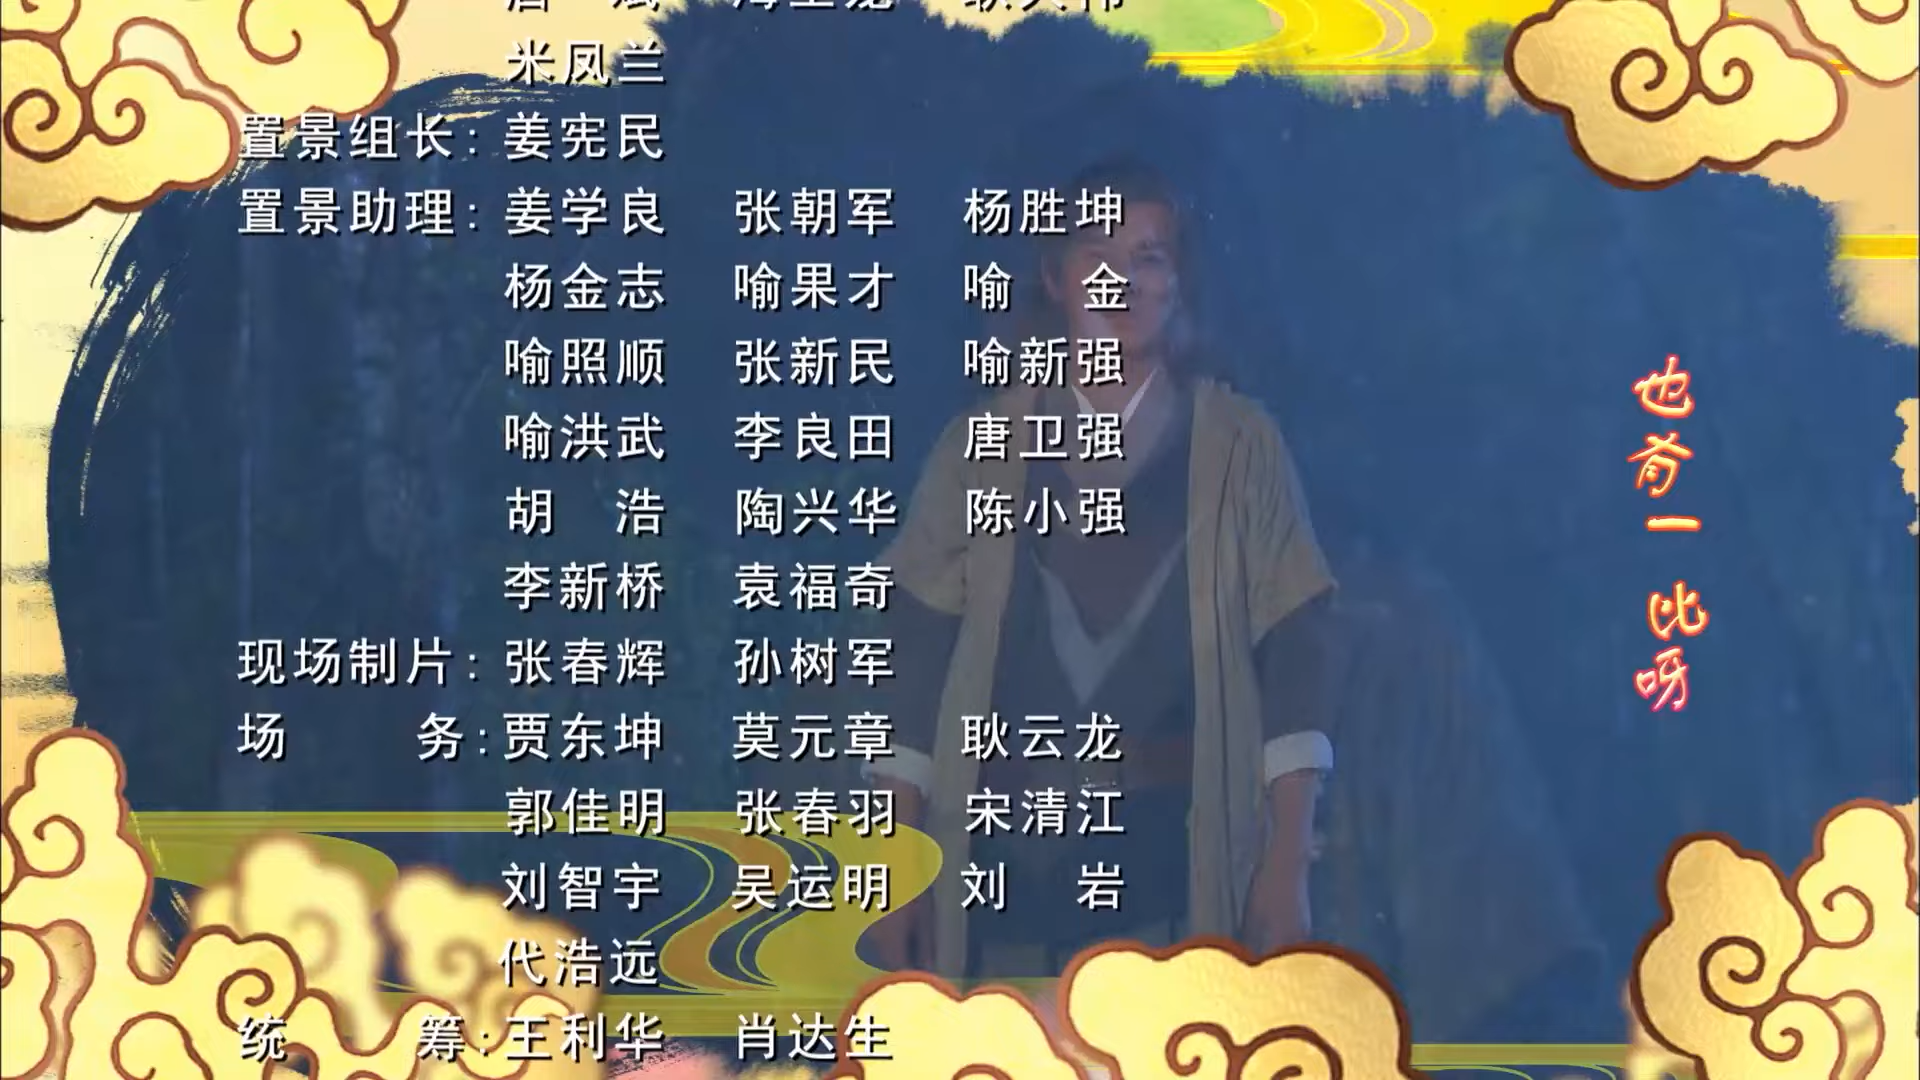 米凤兰
置景组长:姜宪民
置景助理:姜学良 张朝军 杨胜坤
杨金志 喻果才 喻 金
喻照顺 张新民 喻新强
喻洪武 李良田 唐卫强
胡 浩 陶兴华 陈小强
李新桥 袁福奇
现场制片:张春辉 孙树军
场 务:贾东坤 莫元章 耿云龙
郭佳明 张春羽 宋清江
刘智宇 吴运明 刘 岩
代浩远
统 筹:王利华 肖达生
也有一比呀